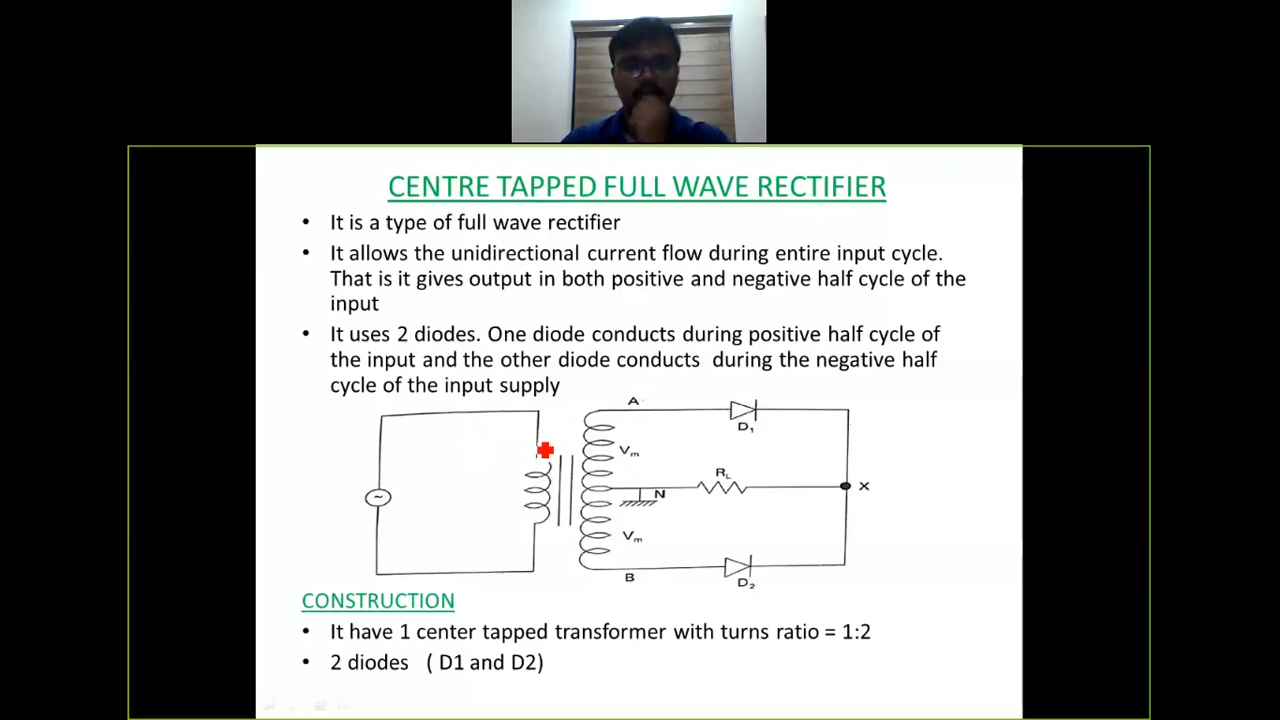 CENTRE TAPPED FULL WAVE RECTIFIER
• It is a type of full wave rectifier
• It allows the unidirectional current flow during entire input cycle.
That is it gives output in both positive and negative half cycle of the
input
• It uses 2 diodes. One diode conducts during positive half cycle of
the input and the other diode conducts during the negative half
cycle of the input supply
A
D₁
Vₘ
R_L
~
N
X
Vₘ
B
D₂
CONSTRUCTION
• It have 1 center tapped transformer with turns ratio = 1:2
• 2 diodes ( D1 and D2)